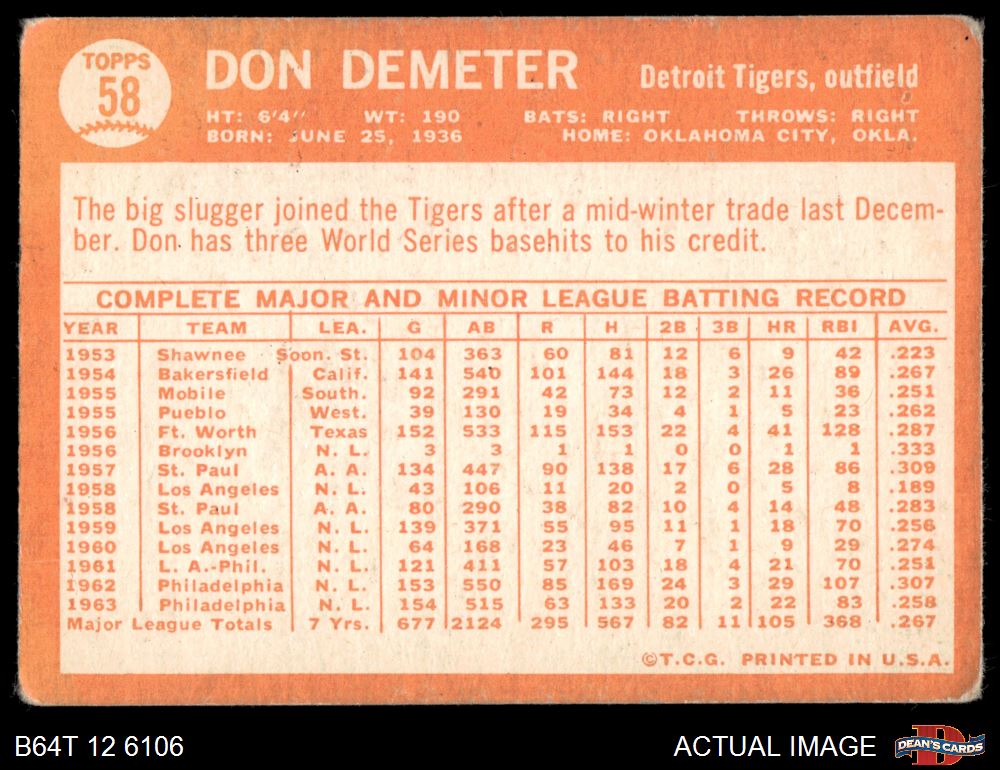 TOPPS
58
DON DEMETER
Detroit Tigers, outfield
HT: 6'4" WT: 190 BATS: RIGHT THROWS: RIGHT
BORN: JUNE 25, 1936 HOME: OKLAHOMA CITY, OKLA.
The big slugger joined the Tigers after a mid-winter trade last Decem-
ber. Don has three World Series basehits to his credit.
COMPLETE MAJOR AND MINOR LEAGUE BATTING RECORD
YEAR TEAM LEA. G AB R H 2B 3B HR RBI AVG.
1953 Shawnee Soon. St. 104 363 60 81 12 6 9 42 .223
1954 Bakersfield Calif. 141 540 101 144 18 3 26 89 .267
1955 Mobile South. 92 291 42 73 12 2 11 36 .251
1955 Pueblo West. 39 130 19 34 4 1 5 23 .262
1956 Ft. Worth Texas 152 533 115 153 22 4 41 128 .287
1956 Brooklyn N. L. 3 3 1 1 0 0 1 1 .333
1957 St. Paul A. A. 134 447 90 138 17 6 28 86 .309
1958 Los Angeles N. L. 43 106 11 20 2 0 5 8 .189
1958 St. Paul A. A. 80 290 38 82 10 4 14 48 .283
1959 Los Angeles N. L. 139 371 55 95 11 1 18 70 .256
1960 Los Angeles N. L. 64 168 23 46 7 1 9 29 .274
1961 L. A.-Phil. N. L. 121 411 57 103 18 4 21 70 .251
1962 Philadelphia N. L. 153 550 85 169 24 3 29 107 .307
1963 Philadelphia N. L. 154 515 63 133 20 2 22 83 .258
Major League Totals 7 Yrs. 677 2124 295 567 82 11 105 368 .267
©T.C.G. PRINTED IN U.S.A.
B64T 12 6106
ACTUAL IMAGE
D
DEAN'S CARDS